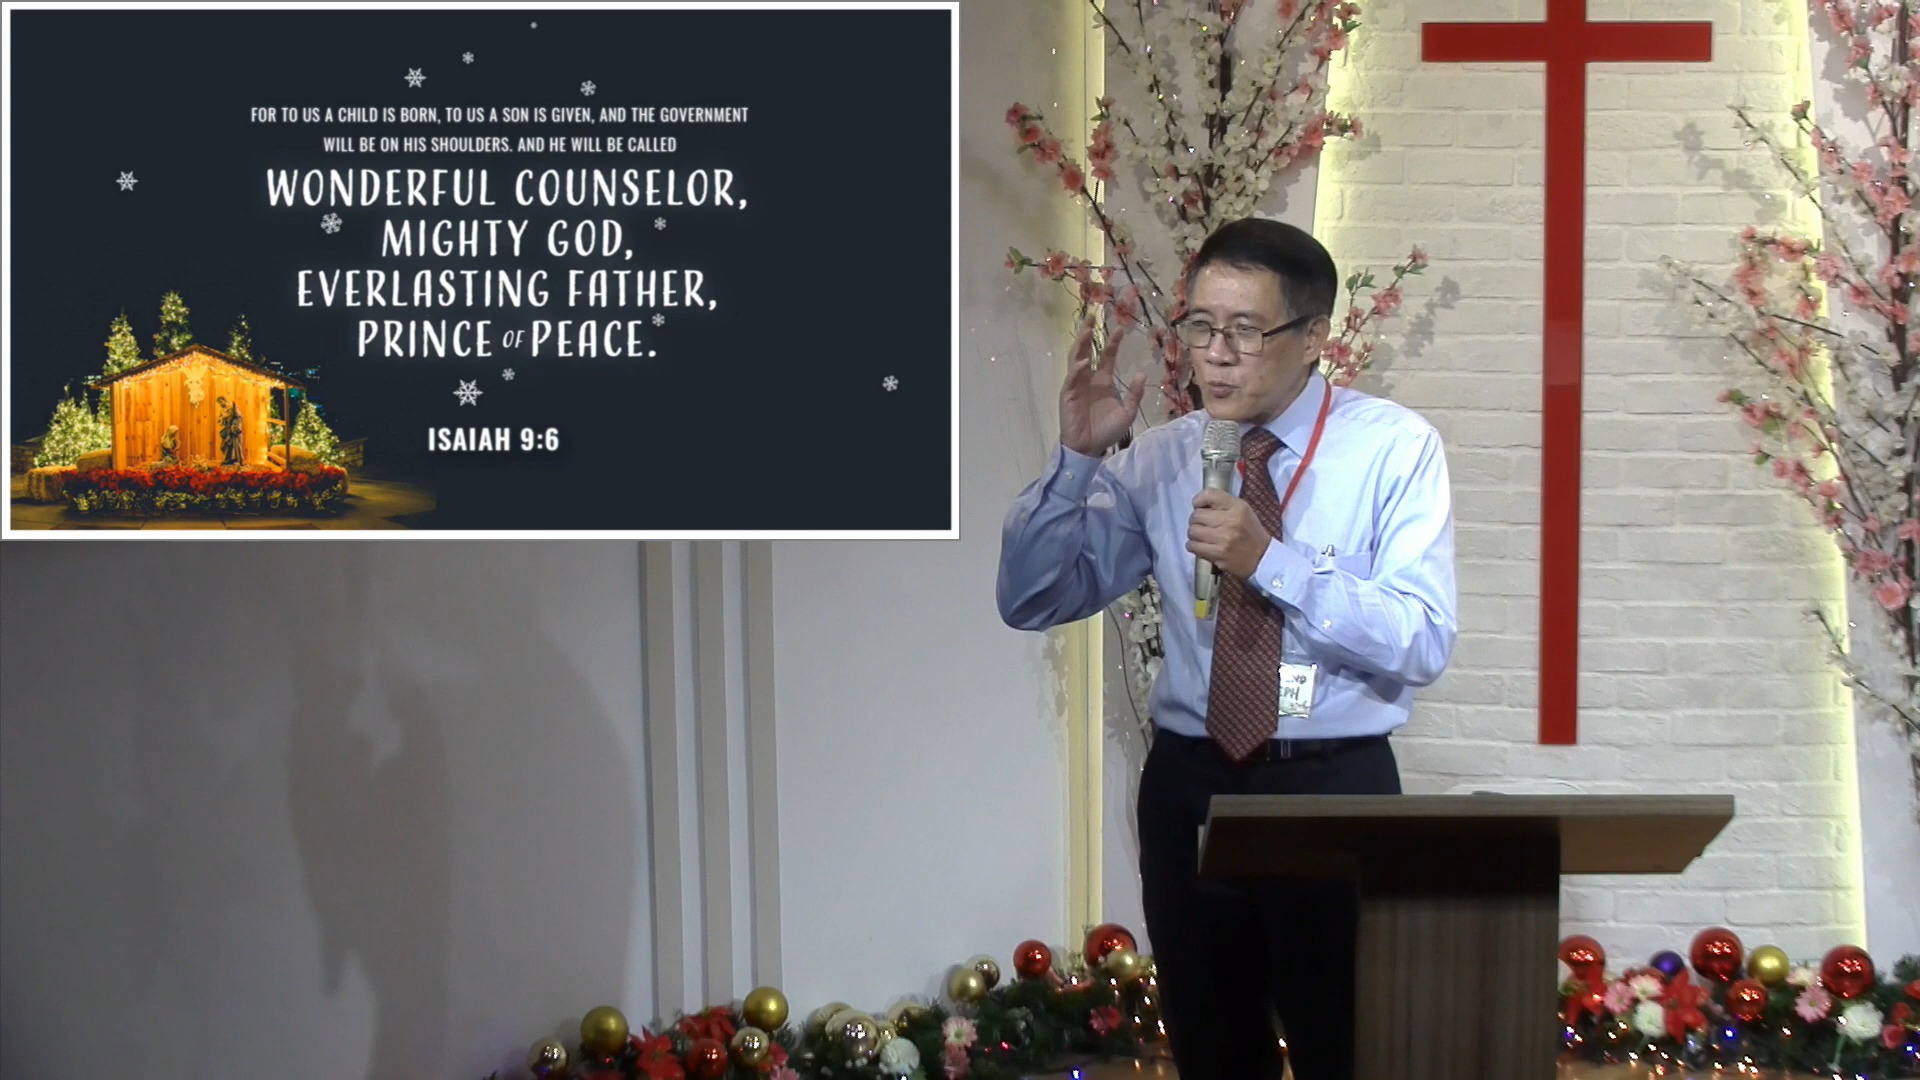 FOR TO US A CHILD IS BORN, TO US A SON IS GIVEN, AND THE GOVERNMENT
WILL BE ON HIS SHOULDERS. AND HE WILL BE CALLED
WONDERFUL COUNSELOR,
MIGHTY GOD,
EVERLASTING FATHER,
PRINCE OF PEACE.
ISAIAH 9:6